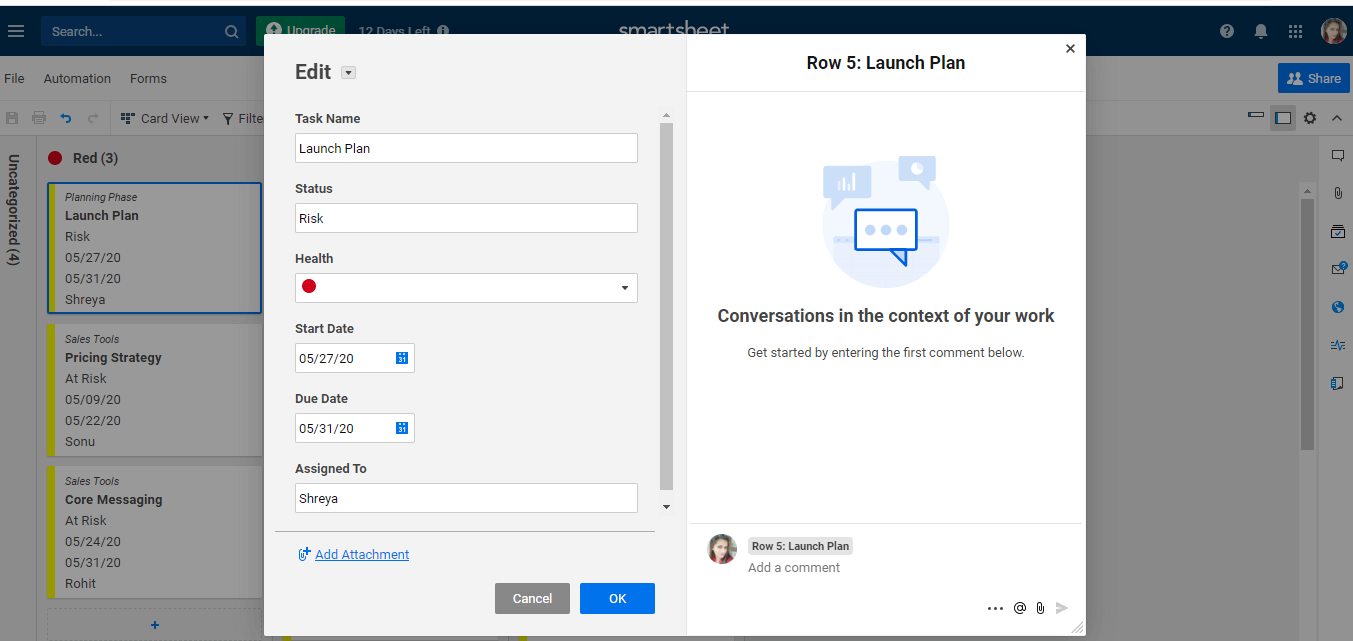 Search...
Upgrade
12 Days Left
smartsheet
File
Automation
Forms
Share
Card View
Filte
Uncategorized (4)
Red (3)
Planning Phase
Launch Plan
Risk
05/27/20
05/31/20
Shreya
Sales Tools
Pricing Strategy
At Risk
05/09/20
05/22/20
Sonu
Sales Tools
Core Messaging
At Risk
05/24/20
05/31/20
Rohit
+
Edit
Task Name
Launch Plan
Status
Risk
Health
Start Date
05/27/20
31
Due Date
05/31/20
31
Assigned To
Shreya
Add Attachment
Cancel
OK
Row 5: Launch Plan
Conversations in the context of your work
Get started by entering the first comment below.
Row 5: Launch Plan
Add a comment
@